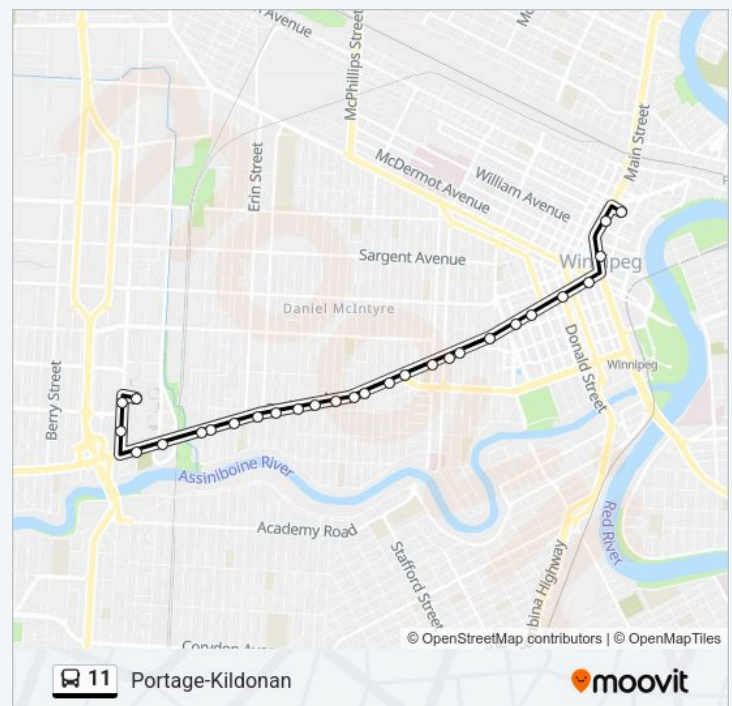 Avenue
McPhillips Street
Main Street
McDermot Avenue
William Avenue
Erin Street
Sargent Avenue
Winnipeg
Daniel McIntyre
Donald Street
Winnipeg
Berry Street
Assiniboine River
Academy Road
Stafford Street
Red River
Highway
© OpenStreetMap contributors | © OpenMapTiles
11 Portage-Kildonan
moovit